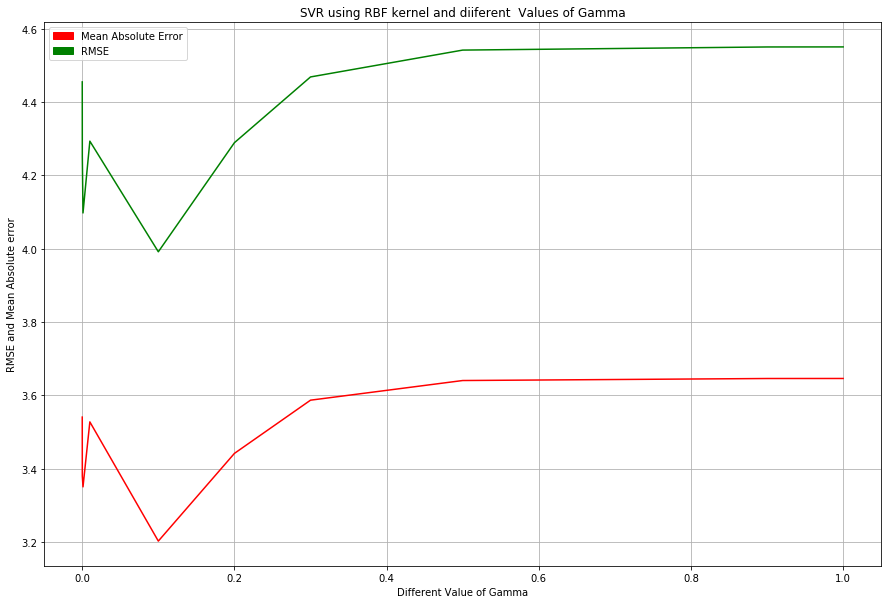 SVR using RBF kernel and diiferent  Values of Gamma
Mean Absolute Error
RMSE
RMSE and Mean Absolute error
4.6
4.4
4.2
4.0
3.8
3.6
3.4
3.2
0.0
0.2
0.4
0.6
0.8
1.0
Different Value of Gamma